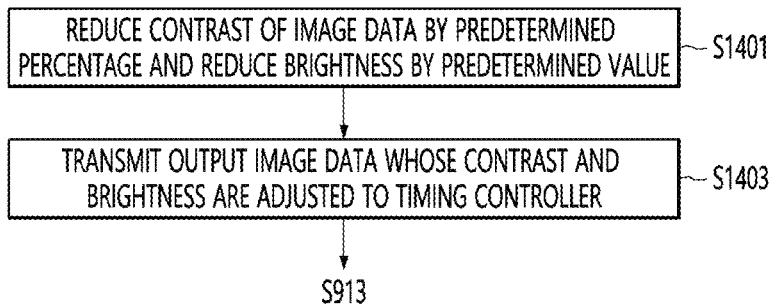 REDUCE CONTRAST OF IMAGE DATA BY PREDETERMINED
PERCENTAGE AND REDUCE BRIGHTNESS BY PREDETERMINED VALUE
S1401
TRANSMIT OUTPUT IMAGE DATA WHOSE CONTRAST AND
BRIGHTNESS ARE ADJUSTED TO TIMING CONTROLLER
S1403
S913